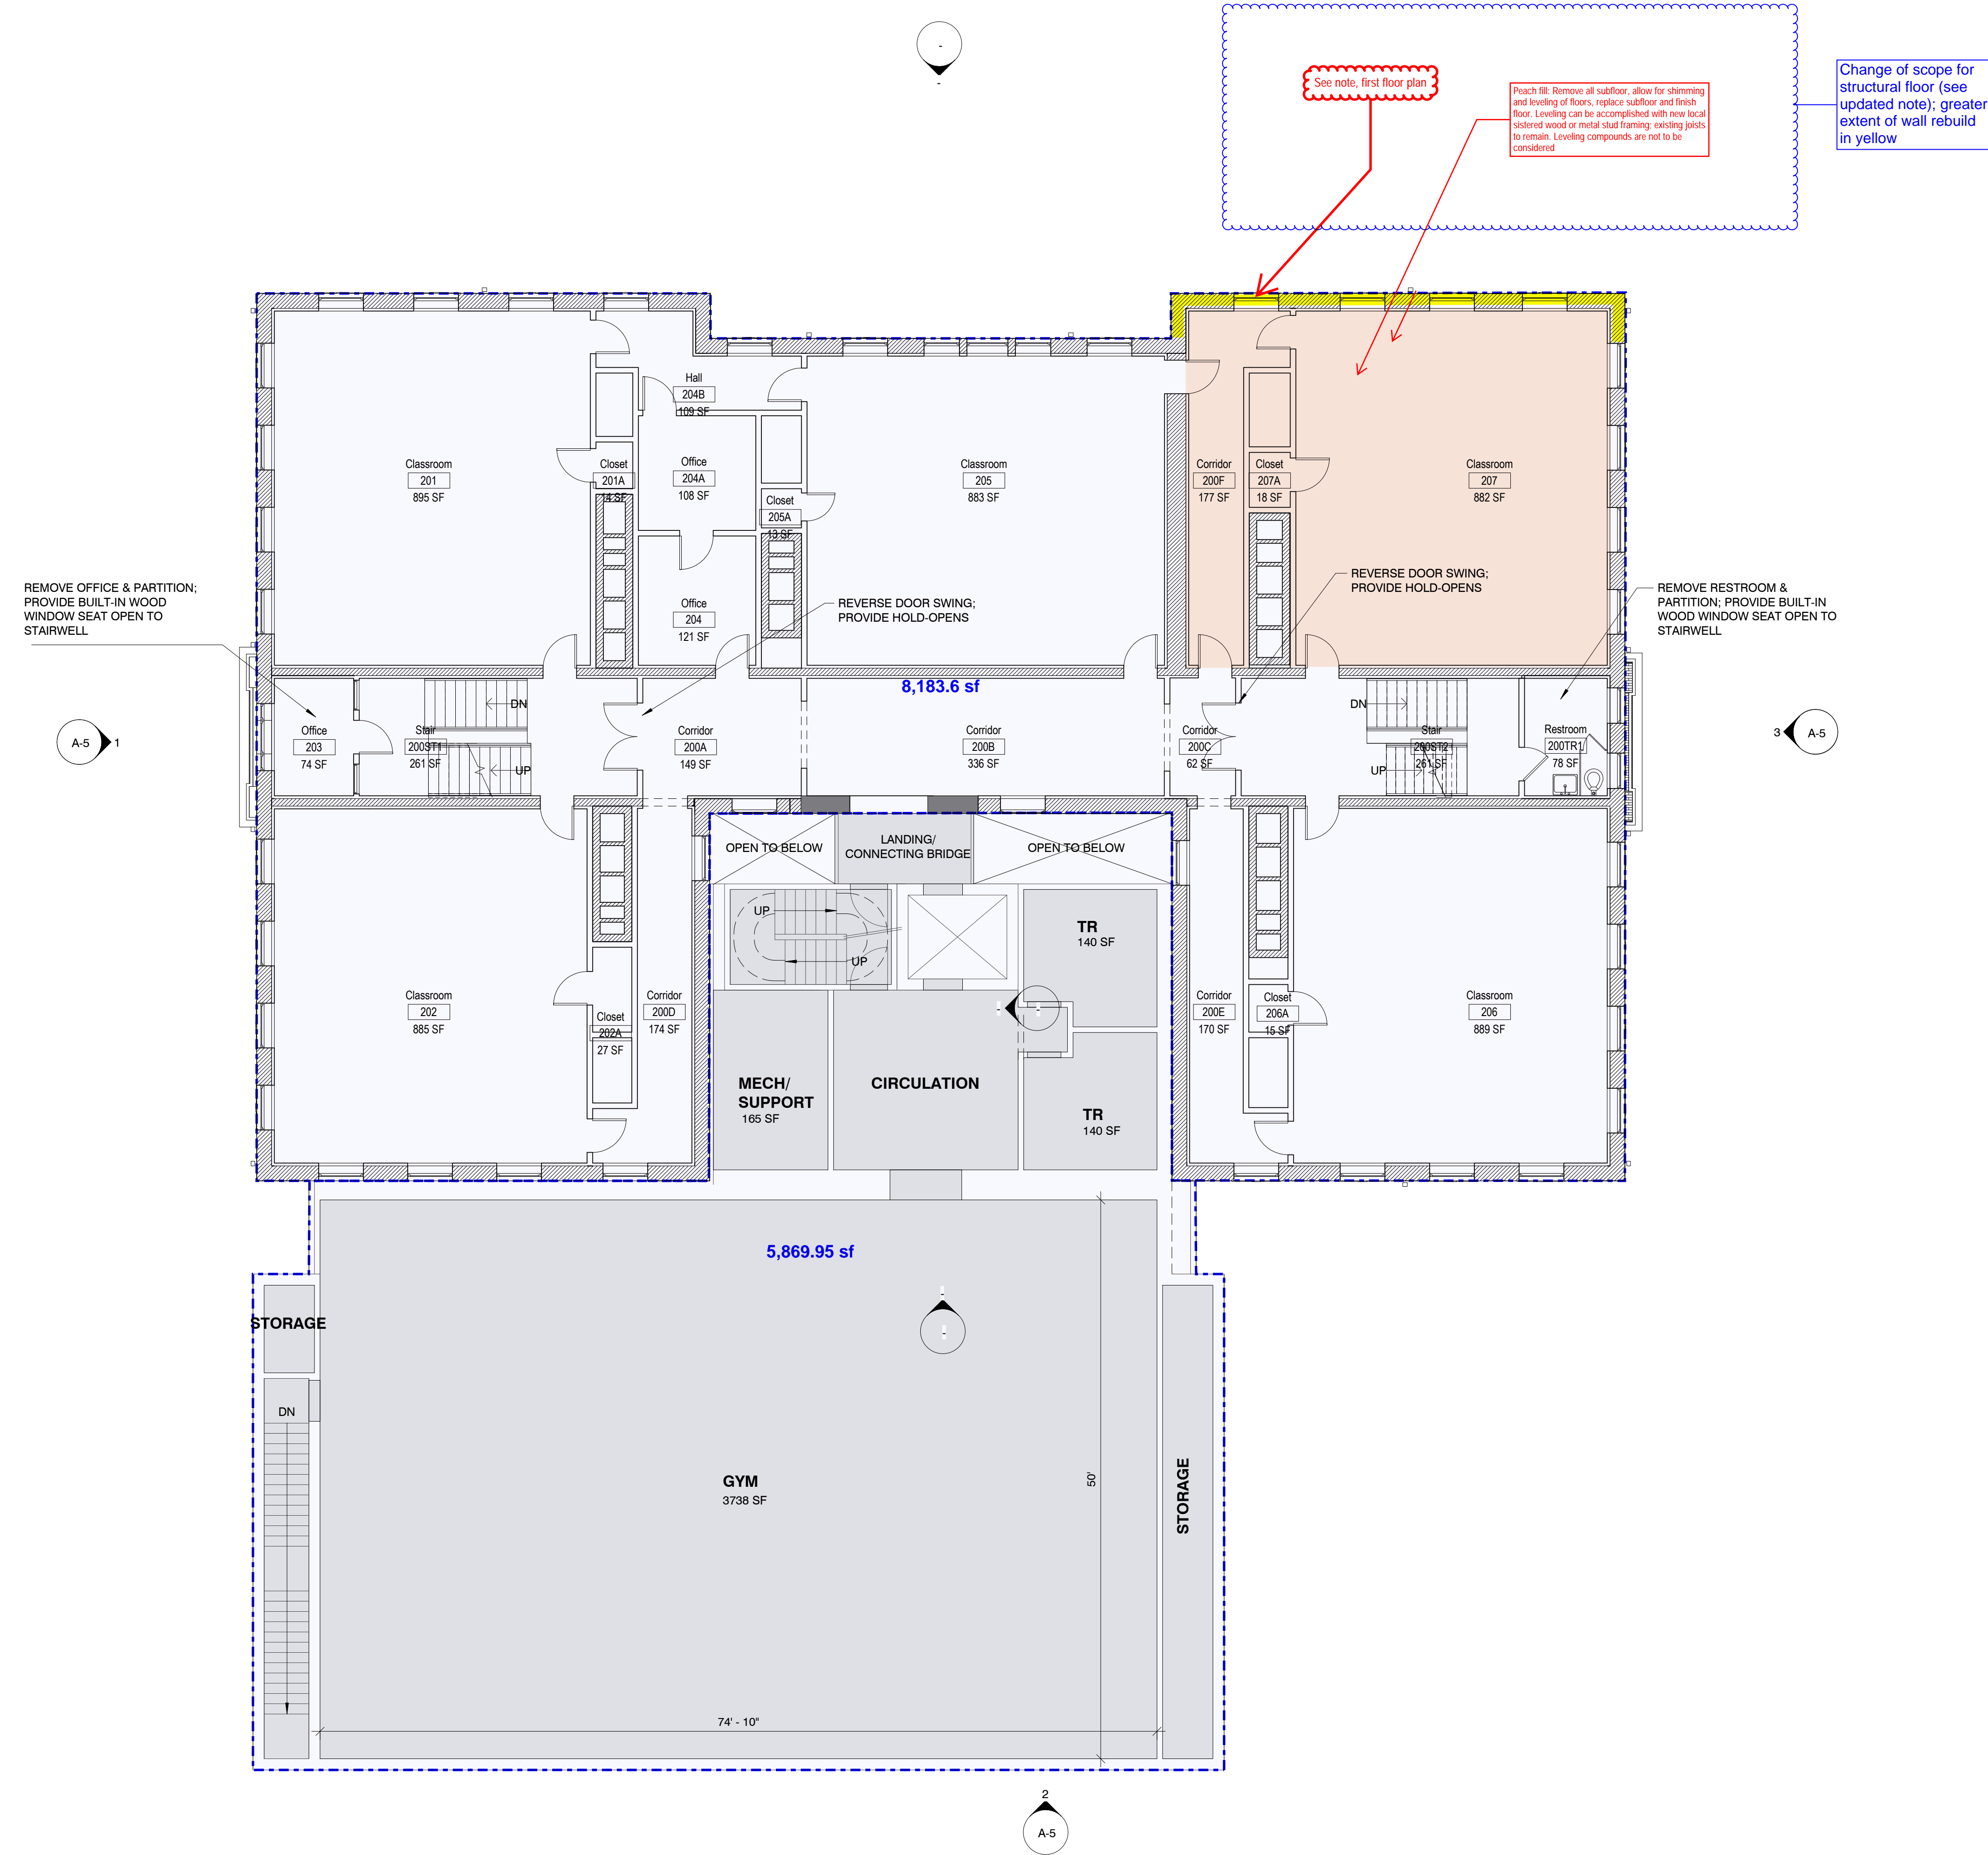 -
-
See note, first floor plan
Peach fill: Remove all subfloor, allow for shimming
and leveling of floors, replace subfloor and finish
floor. Leveling can be accomplished with new local
sistered wood or metal stud framing; existing joists
to remain. Leveling compounds are not to be
considered
Change of scope for
structural floor (see
updated note); greater
extent of wall rebuild
in yellow
Hall
204B
109 SF
Classroom
201
895 SF
Closet
201A
14 SF
Office
204A
108 SF
Closet
205A
13 SF
Classroom
205
883 SF
Corridor
200F
177 SF
Closet
207A
18 SF
Classroom
207
882 SF
REMOVE OFFICE & PARTITION;
PROVIDE BUILT-IN WOOD
WINDOW SEAT OPEN TO
STAIRWELL
Office
204
121 SF
REVERSE DOOR SWING;
PROVIDE HOLD-OPENS
REVERSE DOOR SWING;
PROVIDE HOLD-OPENS
REMOVE RESTROOM &
PARTITION; PROVIDE BUILT-IN
WOOD WINDOW SEAT OPEN TO
STAIRWELL
8,183.6 sf
A-5
1
Office
203
74 SF
Stair
200ST1
261 SF
DN
UP
Corridor
200A
149 SF
Corridor
200B
336 SF
Corridor
200C
62 SF
DN
UP
Stair
200ST2
261 SF
Restroom
200TR1
78 SF
3
A-5
OPEN TO BELOW
LANDING/
CONNECTING BRIDGE
OPEN TO BELOW
UP
UP
TR
140 SF
Classroom
202
885 SF
Closet
202A
27 SF
Corridor
200D
174 SF
-
-
Corridor
200E
170 SF
Closet
206A
15 SF
Classroom
206
889 SF
MECH/
SUPPORT
165 SF
CIRCULATION
TR
140 SF
5,869.95 sf
STORAGE
-
-
DN
GYM
3738 SF
50'
STORAGE
74' - 10"
2
A-5